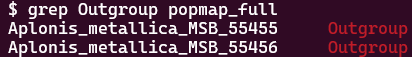 $ grep Outgroup popmap_full
Aplonis_metallica_MSB_55455 Outgroup
Aplonis_metallica_MSB_55456 Outgroup